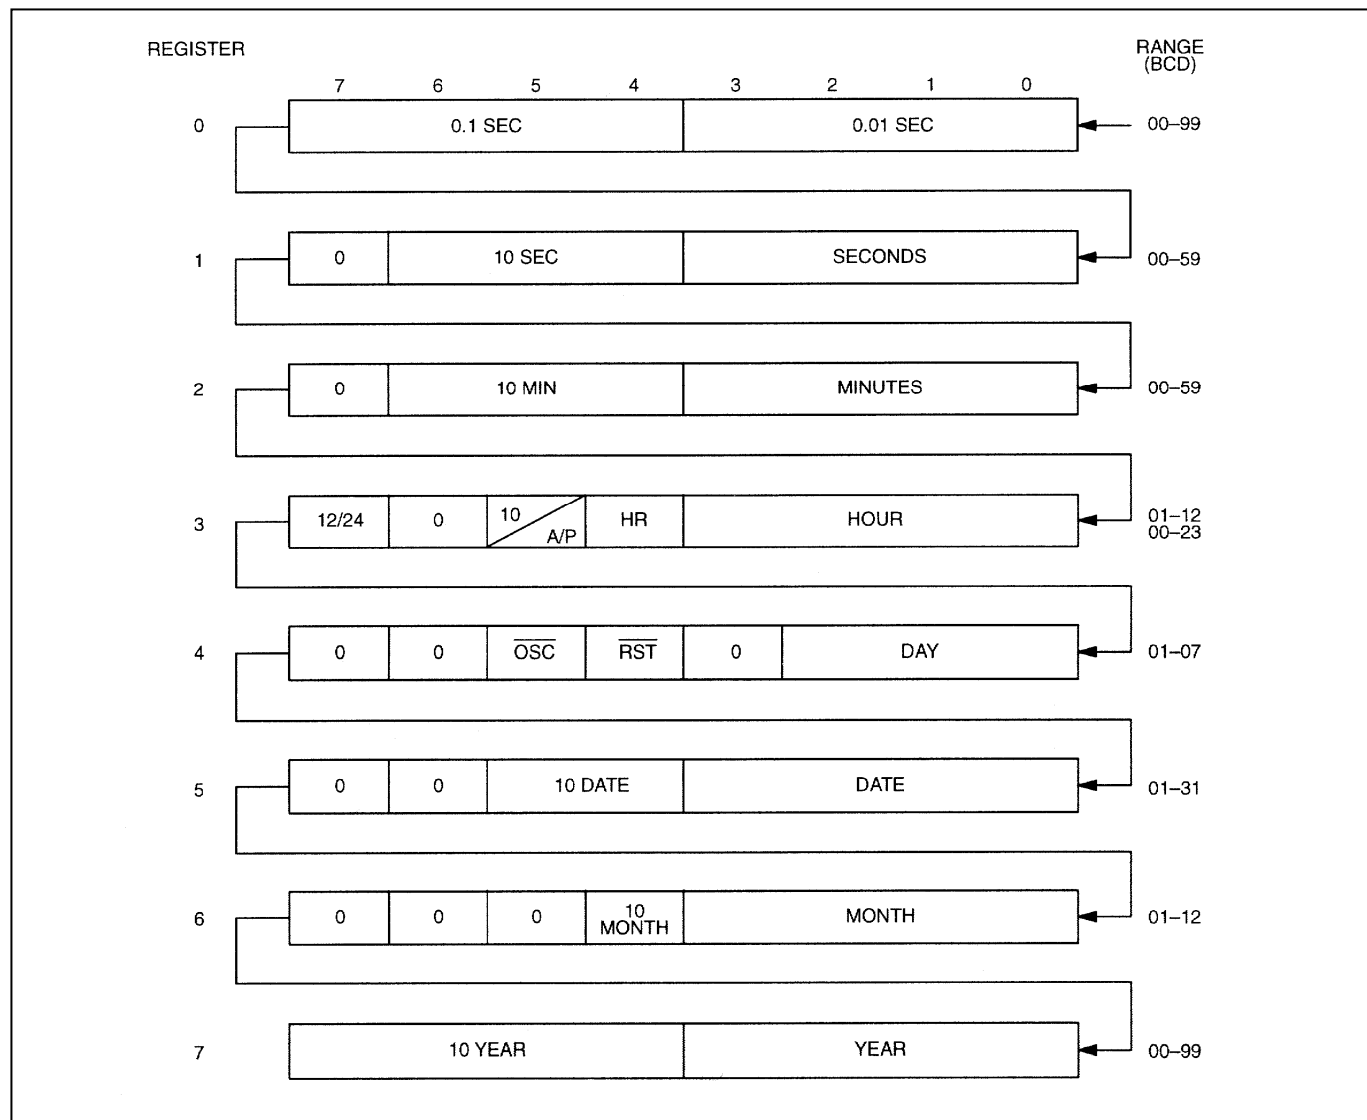 REGISTER
RANGE
(BCD)
7 6 5 4 3 2 1 0
0 0.1 SEC 0.01 SEC 00–99
1 0 10 SEC SECONDS 00–59
2 0 10 MIN MINUTES 00–59
3 12/24 0 10 A/P HR HOUR 01–12
00–23
4 0 0 O̅S̅C̅ R̅S̅T̅ 0 DAY 01–07
5 0 0 10 DATE DATE 01–31
6 0 0 0 10 MONTH MONTH 01–12
7 10 YEAR YEAR 00–99